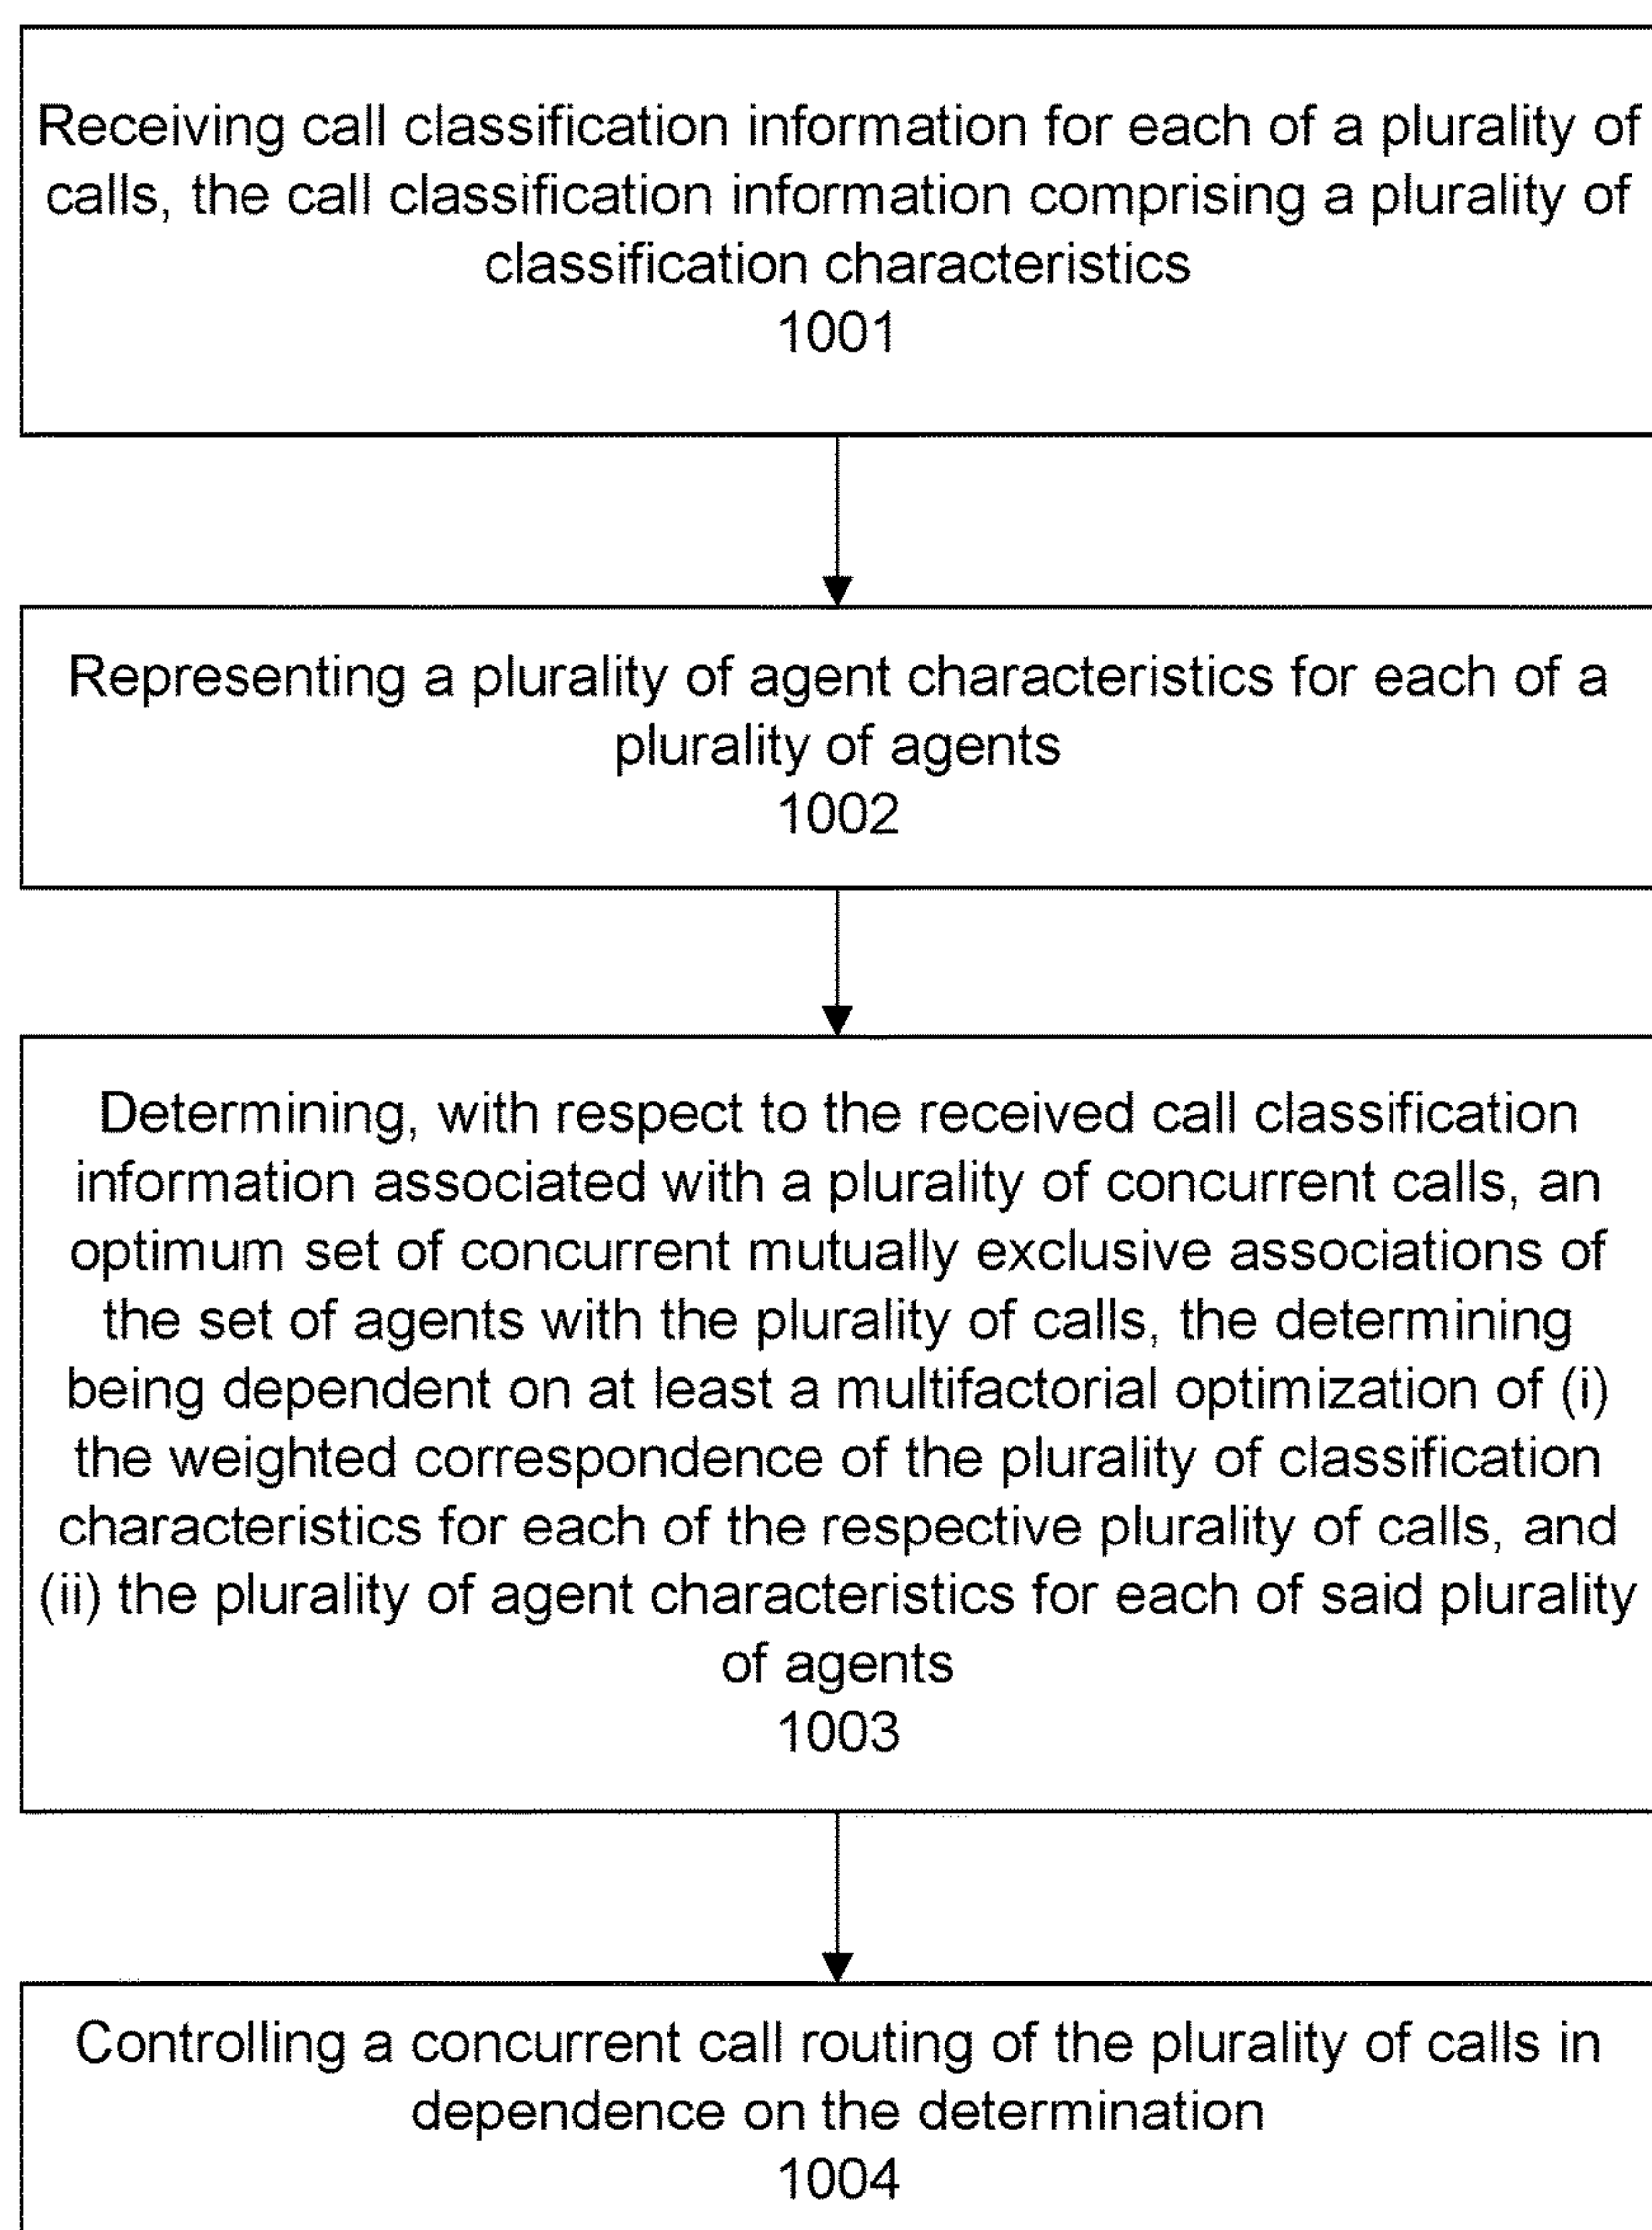 Receiving call classification information for each of a plurality of
calls, the call classification information comprising a plurality of
classification characteristics
1001
Representing a plurality of agent characteristics for each of a
plurality of agents
1002
Determining, with respect to the received call classification
information associated with a plurality of concurrent calls, an
optimum set of concurrent mutually exclusive associations of
the set of agents with the plurality of calls, the determining
being dependent on at least a multifactorial optimization of (i)
the weighted correspondence of the plurality of classification
characteristics for each of the respective plurality of calls, and
(ii) the plurality of agent characteristics for each of said plurality
of agents
1003
Controlling a concurrent call routing of the plurality of calls in
dependence on the determination
1004